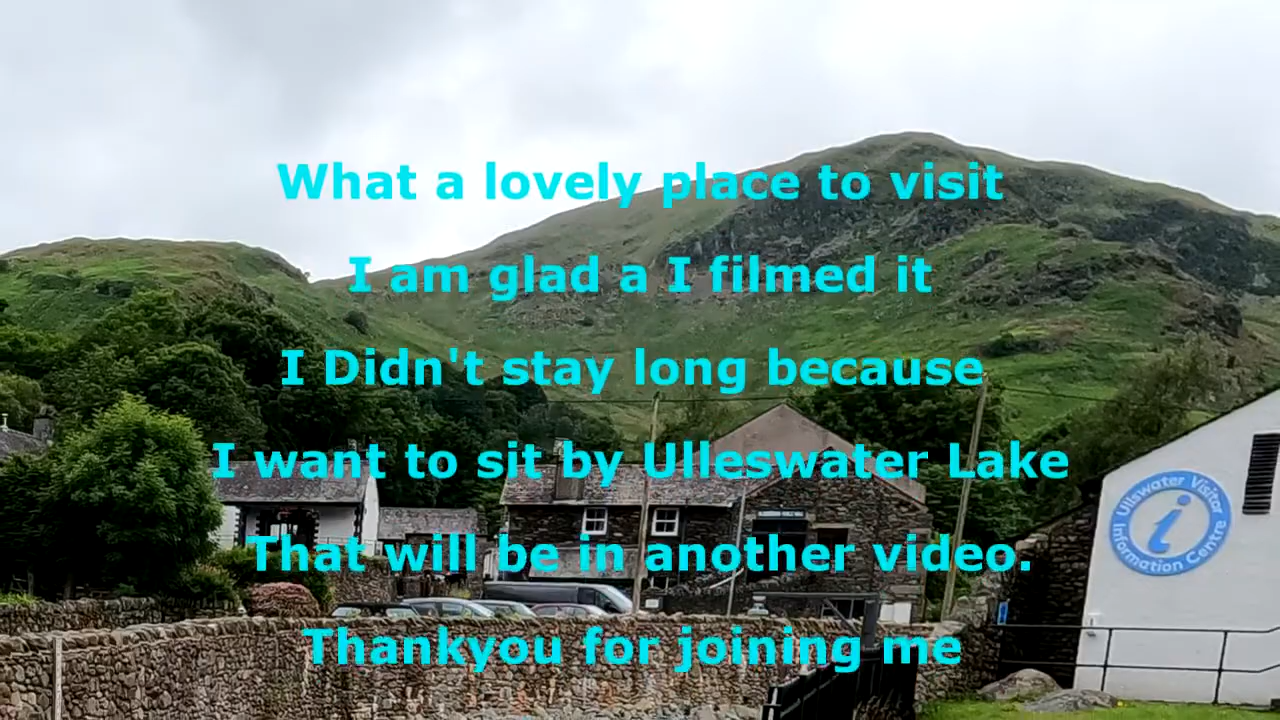 What a lovely place to visit
I am glad a I filmed it
I Didn't stay long because
I want to sit by Ulleswater Lake
That will be in another video.
Thankyou for joining me
Ullswater Visitor
i
Information Centre